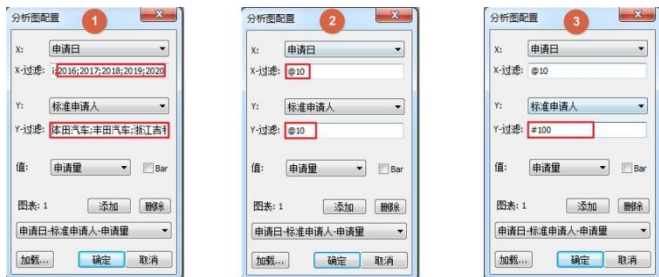 分析图配置
1
X:
申请日
X-过滤:
;2016;2017;2018;2019;2020
Y:
标准申请人
Y-过滤:
本田汽车;丰田汽车;浙江吉利
值:
申请量
Bar
图表: 1
添加
删除
申请日-标准申请人-申请量
加载...
确定
取消
分析图配置
2
X:
申请日
X-过滤:
@10
Y:
标准申请人
Y-过滤:
@10
值:
申请量
Bar
图表: 1
添加
删除
申请日-标准申请人-申请量
加载...
确定
取消
分析图配置
3
X:
申请日
X-过滤:
@10
Y:
标准申请人
Y-过滤:
#100
值:
申请量
Bar
图表: 1
添加
删除
申请日-标准申请人-申请量
加载...
确定
取消